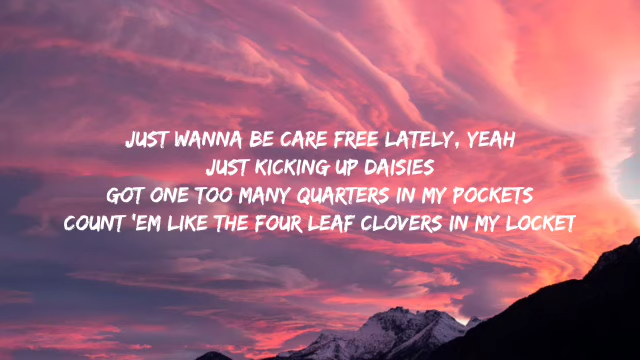 JUST WANNA BE CARE FREE LATELY, YEAH
JUST KICKING UP DAISIES
GOT ONE TOO MANY QUARTERS IN MY POCKETS
COUNT 'EM LIKE THE FOUR LEAF CLOVERS IN MY LOCKET